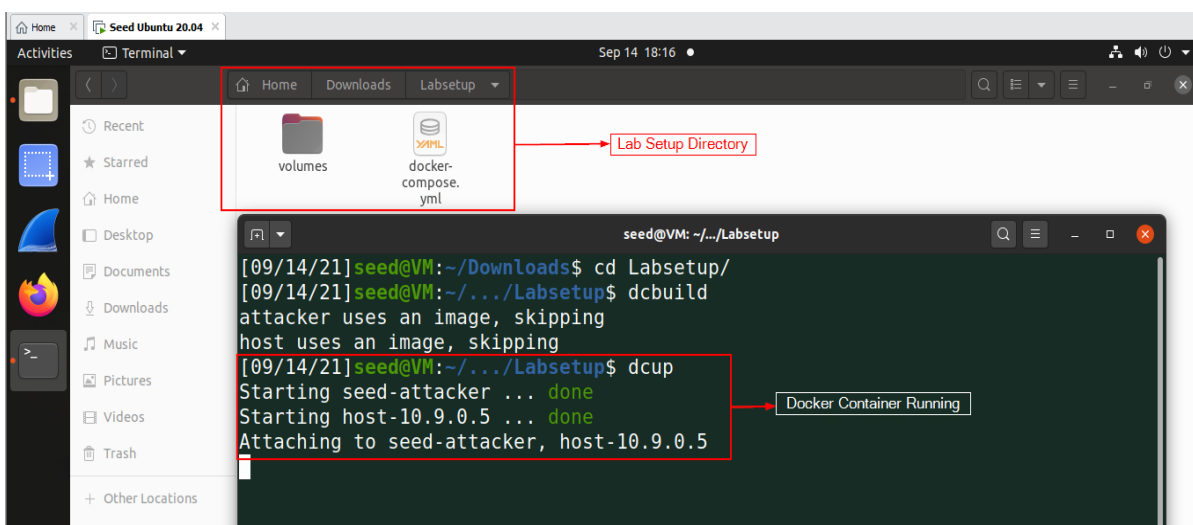 Home
Seed Ubuntu 20.04
Activities
Terminal
Sep 14 18:16
Home
Downloads
Labsetup
Recent
Starred
Home
Desktop
Documents
Downloads
Music
Pictures
Videos
Trash
+ Other Locations
volumes
YAML
docker-
compose.
yml
Lab Setup Directory
seed@VM: ~/.../Labsetup
[09/14/21]seed@VM:~/Downloads$ cd Labsetup/
[09/14/21]seed@VM:~/.../Labsetup$ dcbuild
attacker uses an image, skipping
host uses an image, skipping
[09/14/21]seed@VM:~/.../Labsetup$ dcup
Starting seed-attacker ... done
Starting host-10.9.0.5 ... done
Attaching to seed-attacker, host-10.9.0.5
Docker Container Running